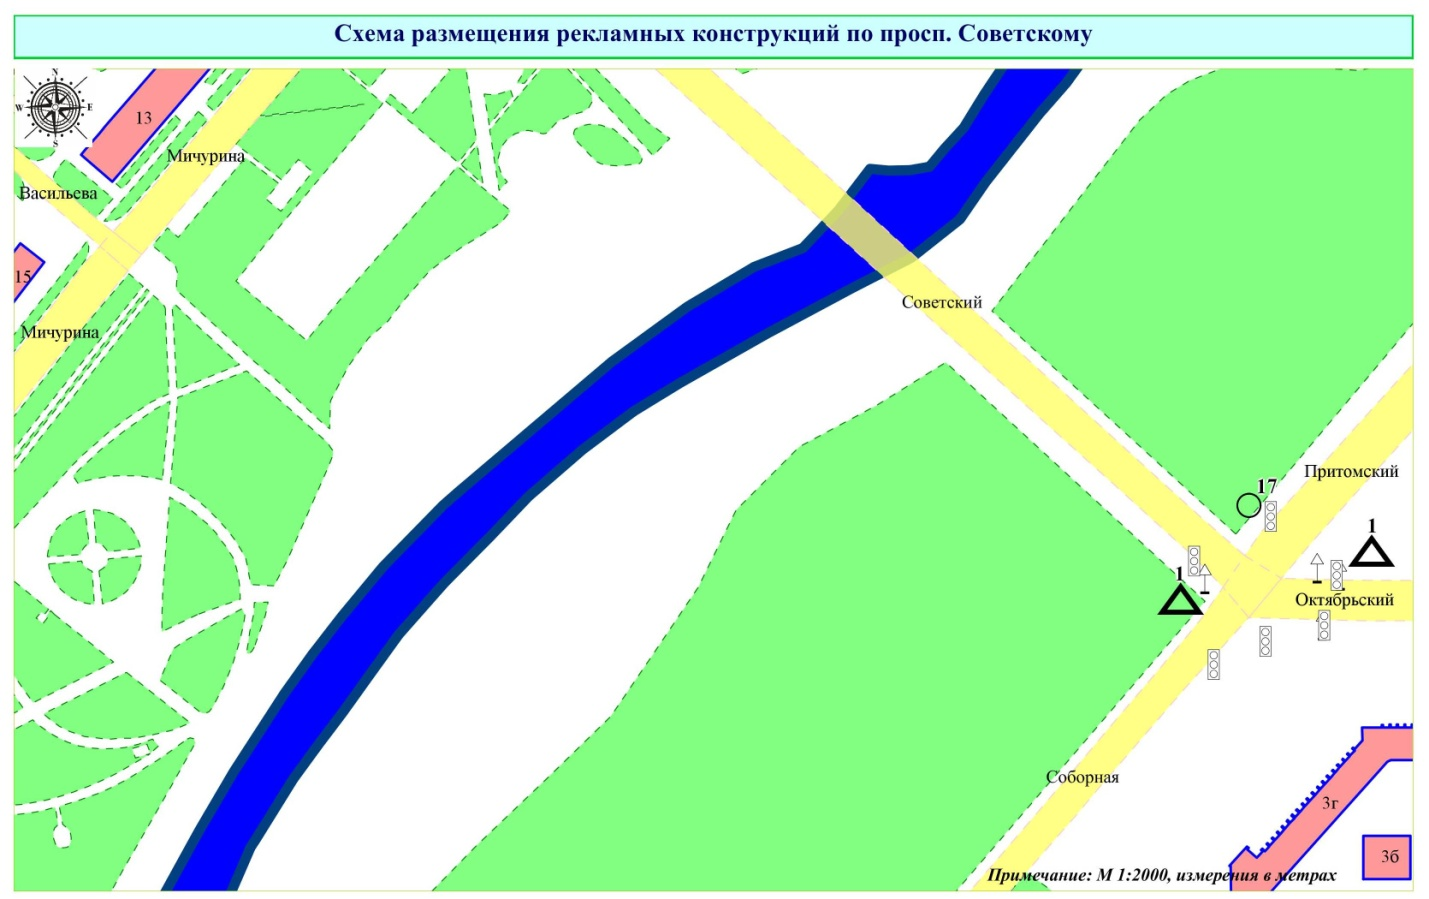 Схема размещения рекламных конструкций по просп. Советскому
N
W
E
S
13
Мичурина
Васильева
15
Мичурина
Советский
Притомский
17
1
1
Октябрьский
Соборная
3г
3б
Примечание: М 1:2000, измерения в метрах